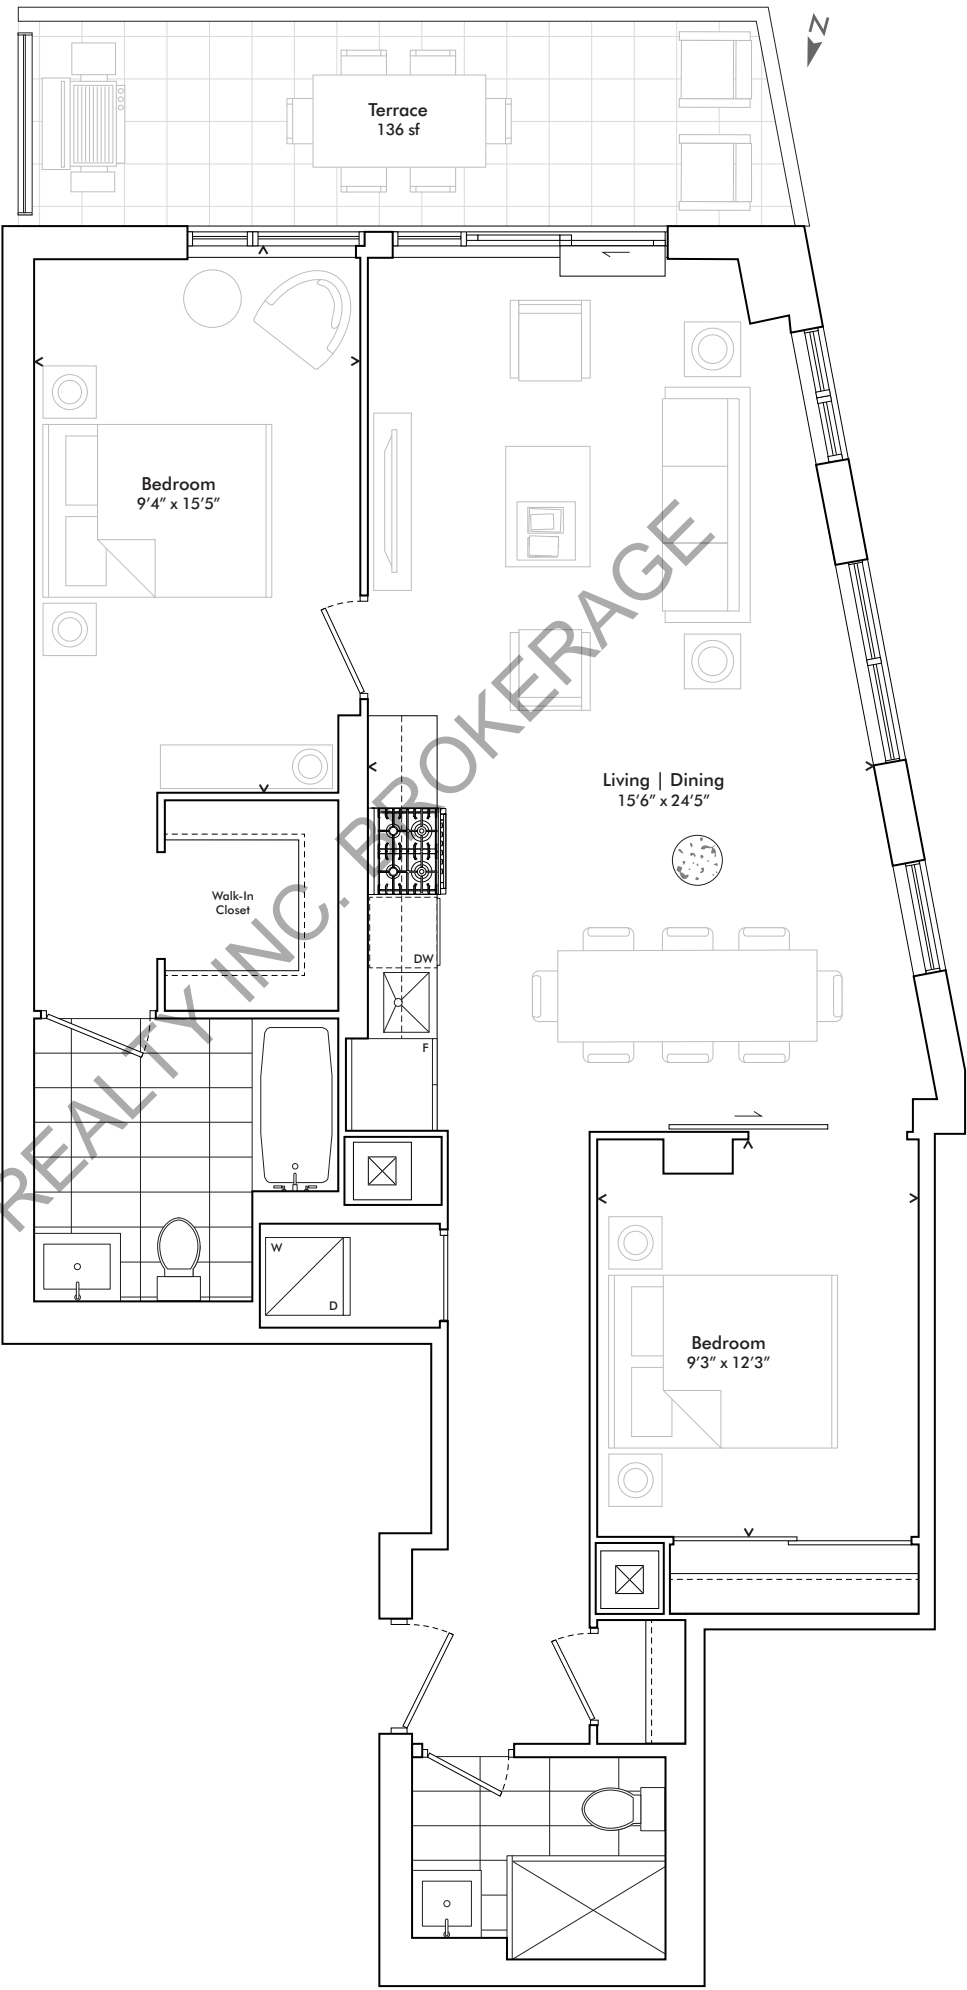 N
Terrace
136 sf
Bedroom
9'4" x 15'5"
Living | Dining
15'6" x 24'5"
Walk-In
Closet
DW
F
W
D
Bedroom
9'3" x 12'3"
REALTY INC. BROKERAGE